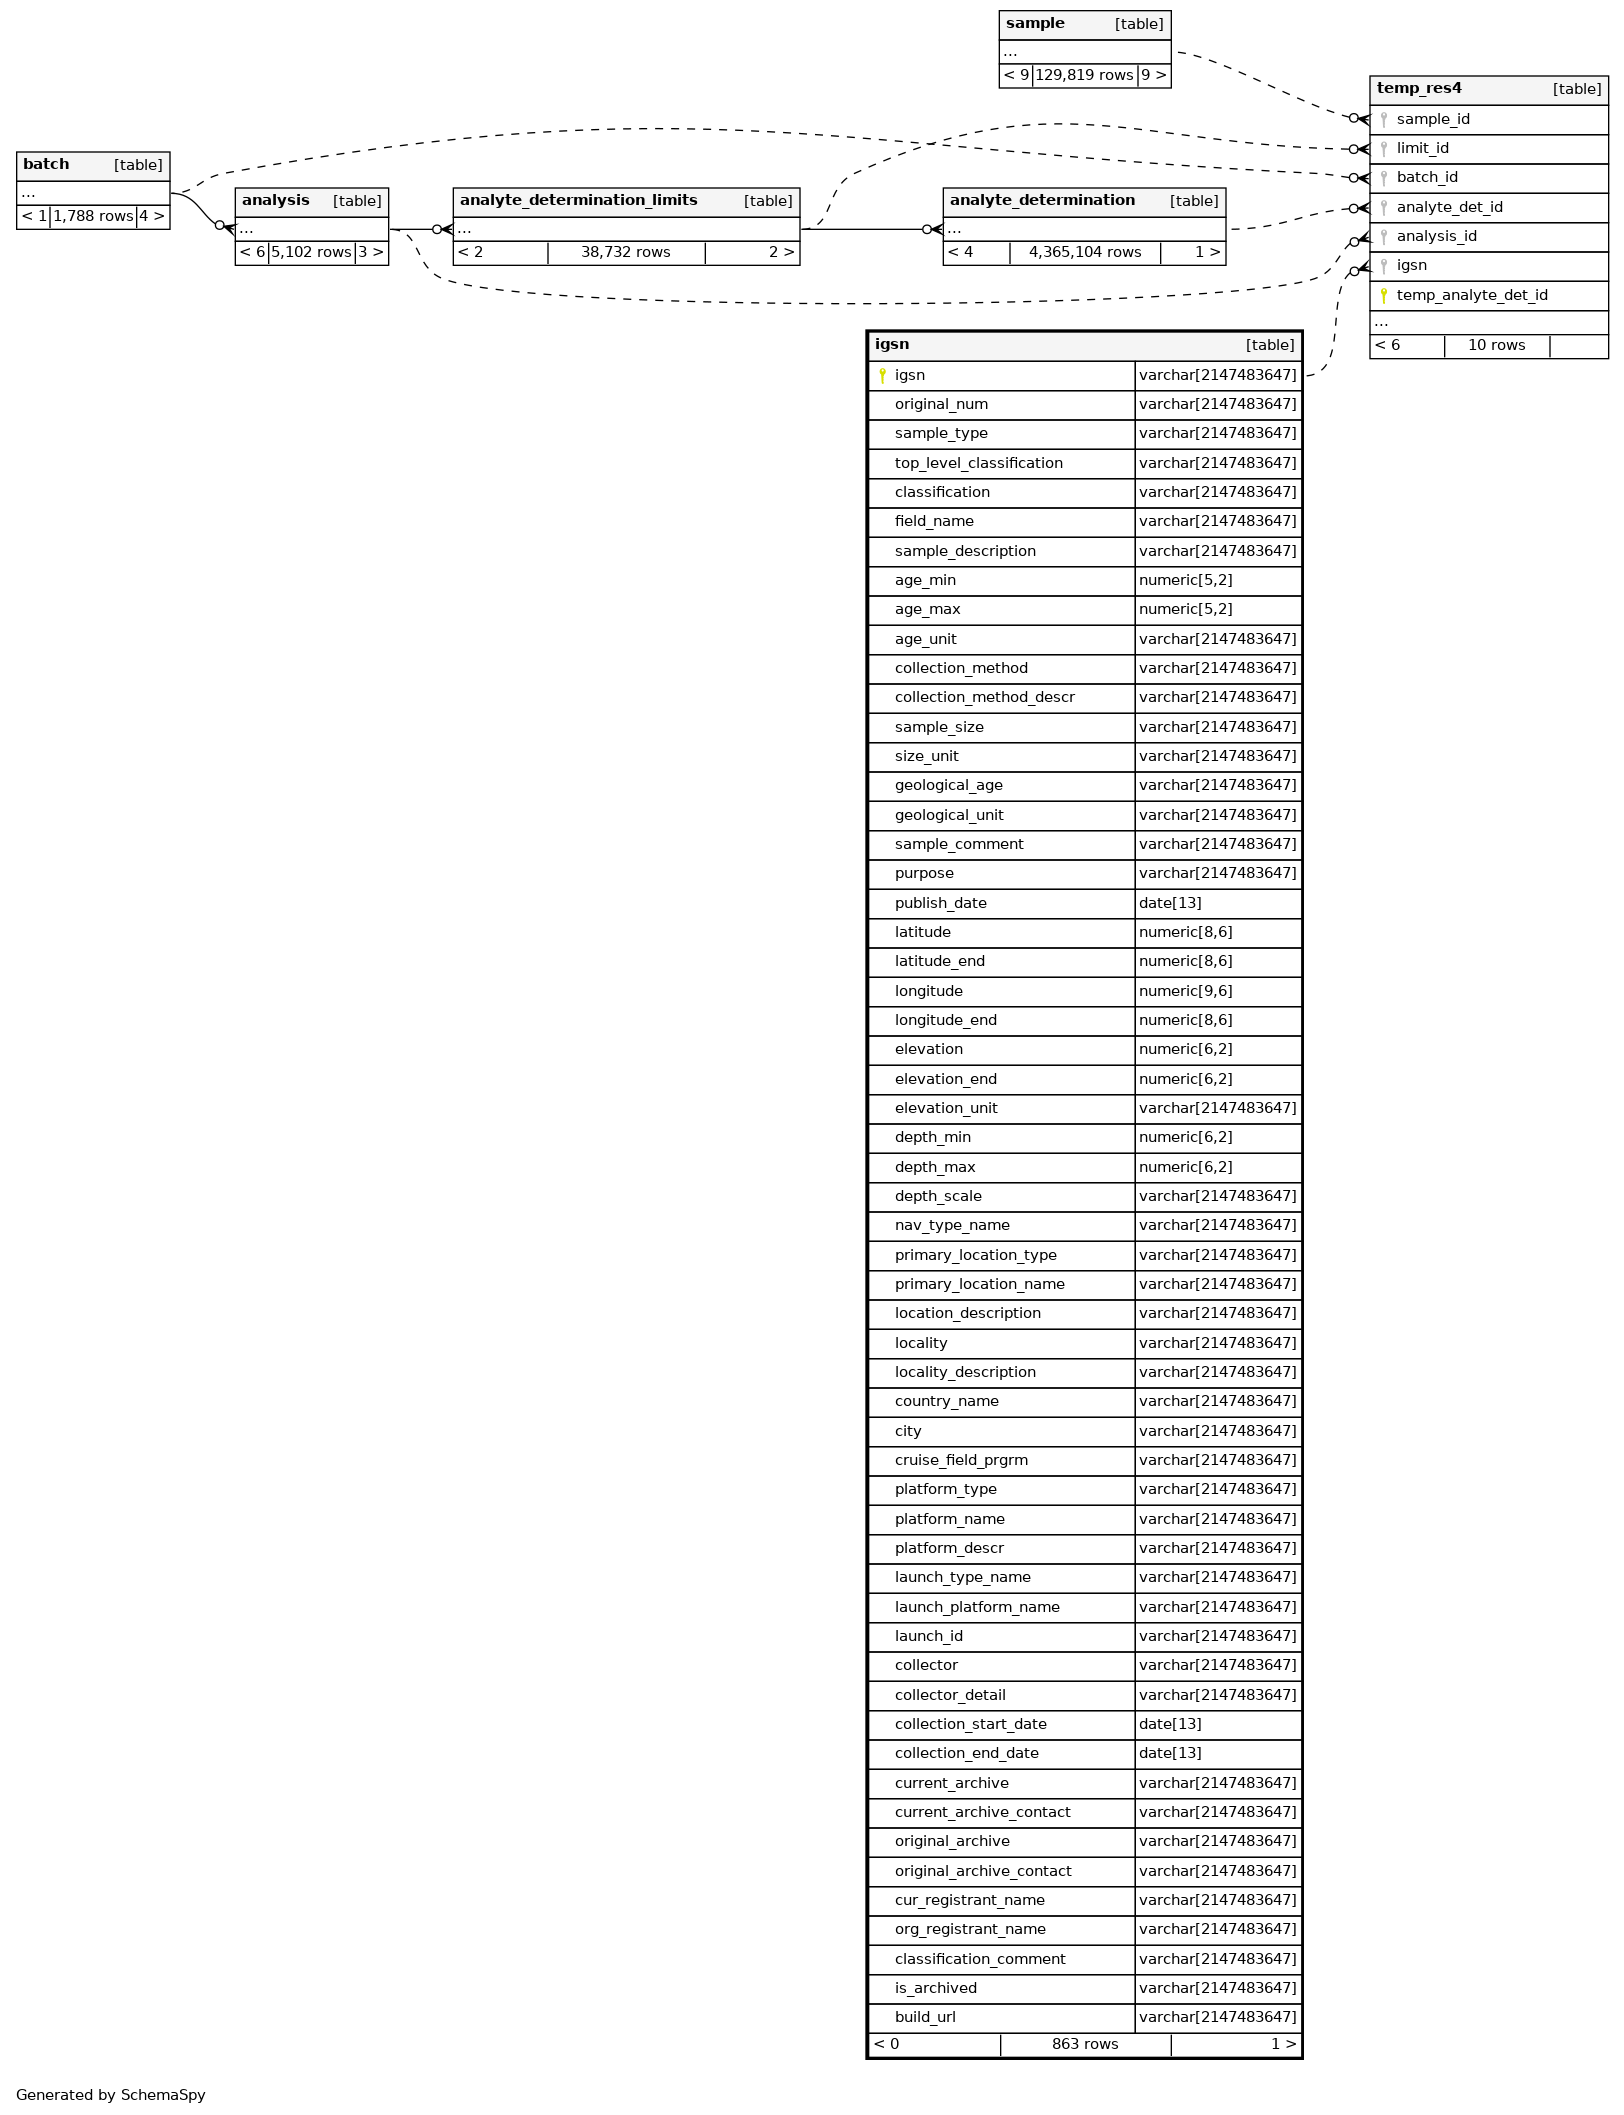 sample [table]
...
< 9 129,819 rows 9 >
temp_res4 [table]
sample_id
limit_id
batch_id
analyte_det_id
analysis_id
igsn
temp_analyte_det_id
...
< 6 10 rows
batch [table]
...
< 1 1,788 rows 4 >
analysis [table]
...
< 6 5,102 rows 3 >
analyte_determination_limits [table]
...
< 2 38,732 rows 2 >
analyte_determination [table]
...
< 4 4,365,104 rows 1 >
igsn [table]
igsn varchar[2147483647]
original_num varchar[2147483647]
sample_type varchar[2147483647]
top_level_classification varchar[2147483647]
classification varchar[2147483647]
field_name varchar[2147483647]
sample_description varchar[2147483647]
age_min numeric[5,2]
age_max numeric[5,2]
age_unit varchar[2147483647]
collection_method varchar[2147483647]
collection_method_descr varchar[2147483647]
sample_size varchar[2147483647]
size_unit varchar[2147483647]
geological_age varchar[2147483647]
geological_unit varchar[2147483647]
sample_comment varchar[2147483647]
purpose varchar[2147483647]
publish_date date[13]
latitude numeric[8,6]
latitude_end numeric[8,6]
longitude numeric[9,6]
longitude_end numeric[8,6]
elevation numeric[6,2]
elevation_end numeric[6,2]
elevation_unit varchar[2147483647]
depth_min numeric[6,2]
depth_max numeric[6,2]
depth_scale varchar[2147483647]
nav_type_name varchar[2147483647]
primary_location_type varchar[2147483647]
primary_location_name varchar[2147483647]
location_description varchar[2147483647]
locality varchar[2147483647]
locality_description varchar[2147483647]
country_name varchar[2147483647]
city varchar[2147483647]
cruise_field_prgrm varchar[2147483647]
platform_type varchar[2147483647]
platform_name varchar[2147483647]
platform_descr varchar[2147483647]
launch_type_name varchar[2147483647]
launch_platform_name varchar[2147483647]
launch_id varchar[2147483647]
collector varchar[2147483647]
collector_detail varchar[2147483647]
collection_start_date date[13]
collection_end_date date[13]
current_archive varchar[2147483647]
current_archive_contact varchar[2147483647]
original_archive varchar[2147483647]
original_archive_contact varchar[2147483647]
cur_registrant_name varchar[2147483647]
org_registrant_name varchar[2147483647]
classification_comment varchar[2147483647]
is_archived varchar[2147483647]
build_url varchar[2147483647]
< 0 863 rows 1 >
Generated by SchemaSpy